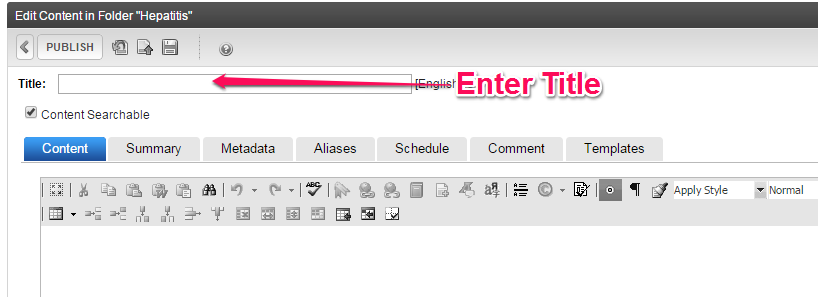 Edit Content in Folder "Hepatitis"
PUBLISH
Title: [English Enter Title
Content Searchable
Content Summary Metadata Aliases Schedule Comment Templates
ABC Apply Style Normal